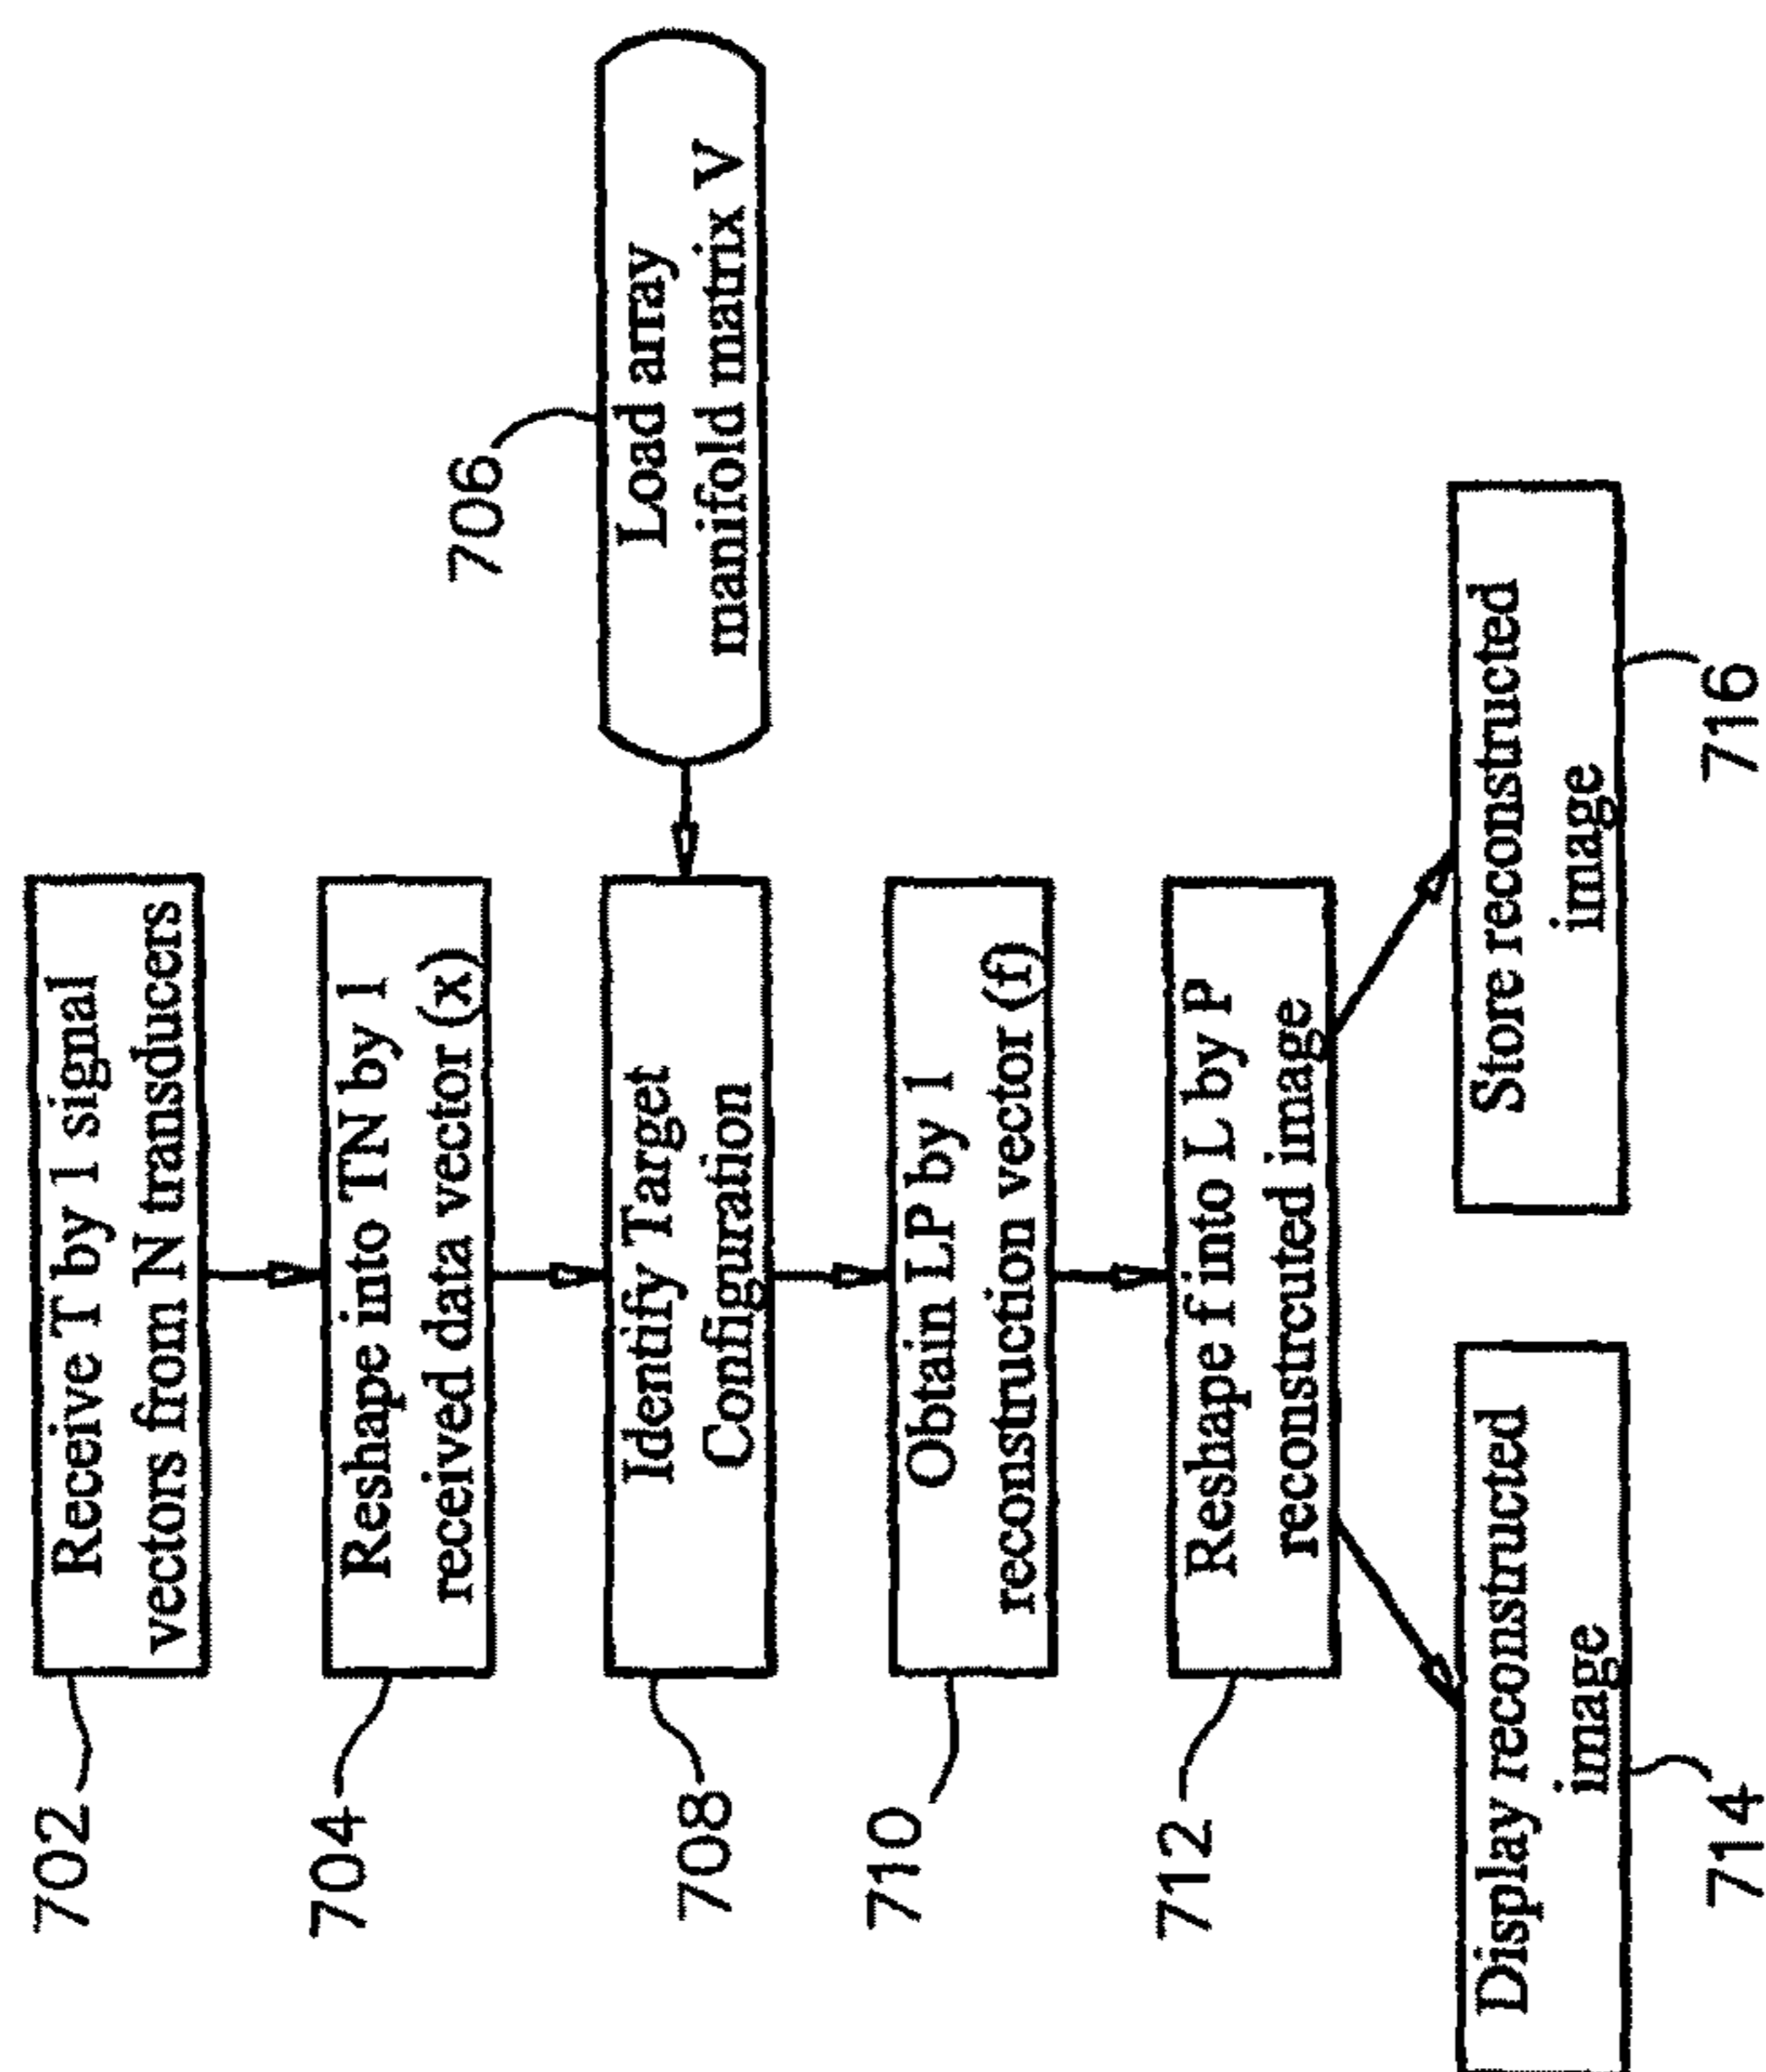 702
Receive T by 1 signal
vectors from N transducers
704
Reshape into TN by 1
received data vector (x)
706
Load array
manifold matrix V
708
Identify Target
Configuration
710
Obtain LP by 1
reconstruction vector (f)
712
Reshape f into L by P
reconstrcuted image
Display reconstructed
image
714
Store reconstructed
image
716